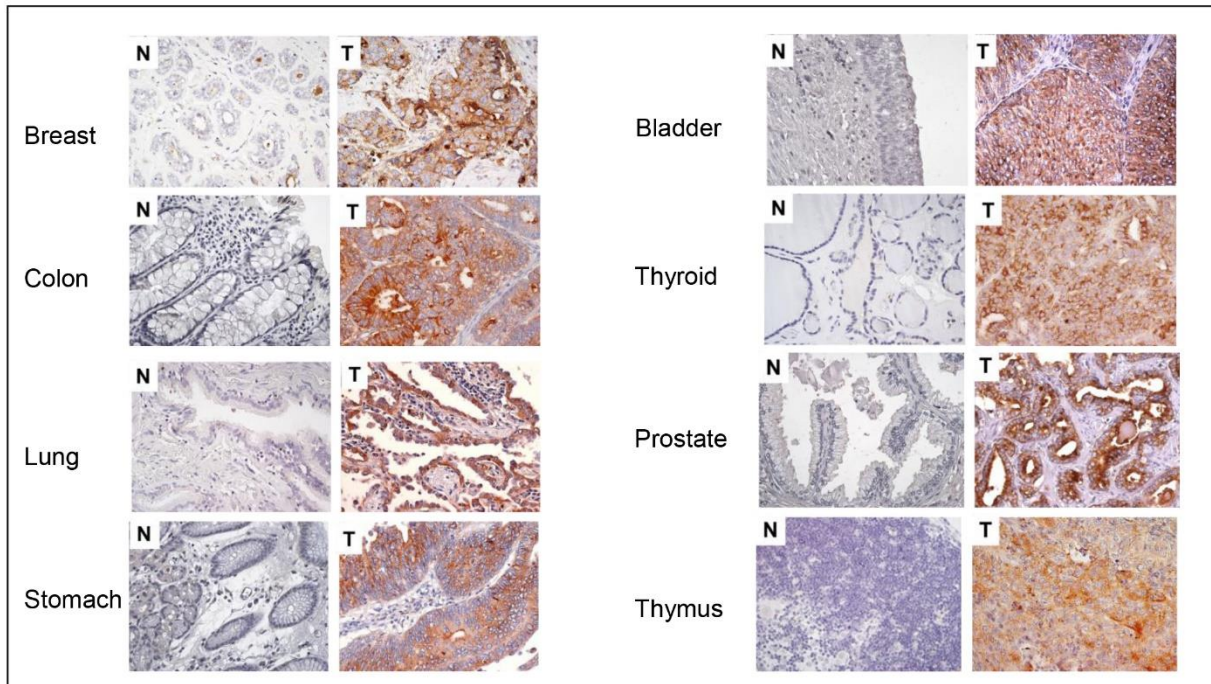 N T
Breast
N T
Colon
N T
Lung
N T
Stomach
N T
Bladder
N T
Thyroid
N T
Prostate
N T
Thymus